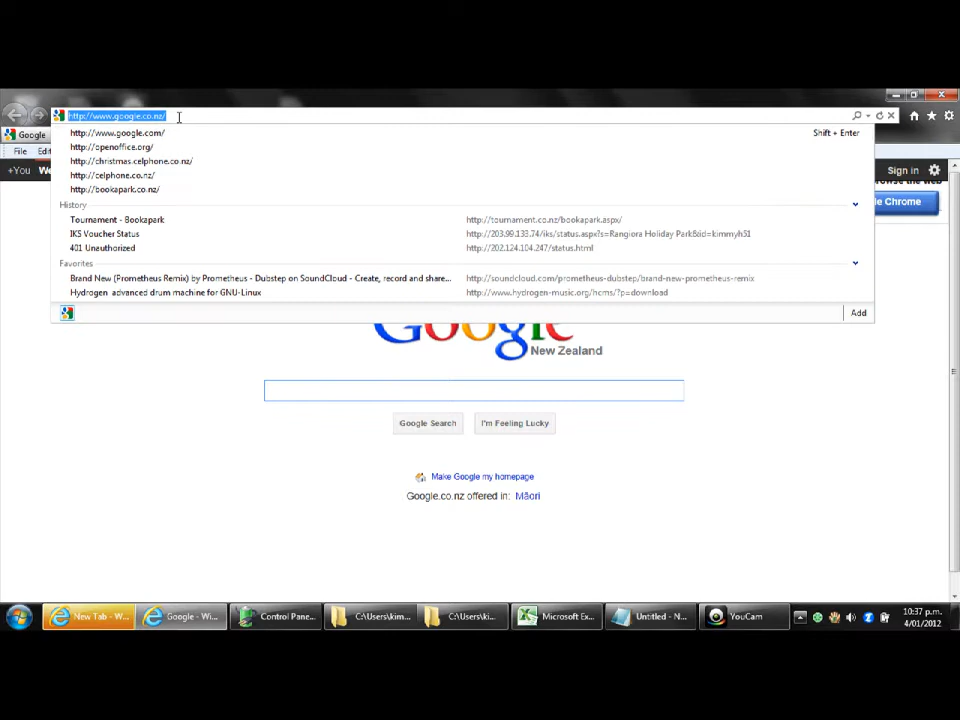 http://www.google.co.nz/
Google
http://www.google.com/ Shift + Enter
http://openoffice.org/
http://christmas.celphone.co.nz/
http://celphone.co.nz/
http://bookapark.co.nz/
File
+You
Sign in
le Chrome
History
Tournament - Bookapark http://tournament.co.nz/bookapark.aspx/
IKS Voucher Status http://203.99.133.74/iks/status.aspx?s=Rangiora Holiday Park&id=kimmyh51
401 Unauthorized http://202.124.104.247/status.html
Favorites
Brand New (Prometheus Remix) by Prometheus - Dubstep on SoundCloud - Create, record and share... http://soundcloud.com/prometheus-dubstep/brand-new-prometheus-remix
Hydrogen advanced drum machine for GNU-Linux http://www.hydrogen-music.org/hcms/?p=download
Add
Google
New Zealand
Google Search I'm Feeling Lucky
Make Google my homepage
Google.co.nz offered in: Māori
New Tab - W... Google - Wi... Control Pane... C:\Users\kim... C:\Users\ki... Microsoft Ex... Untitled - N... YouCam
10:37 p.m.
4/01/2012